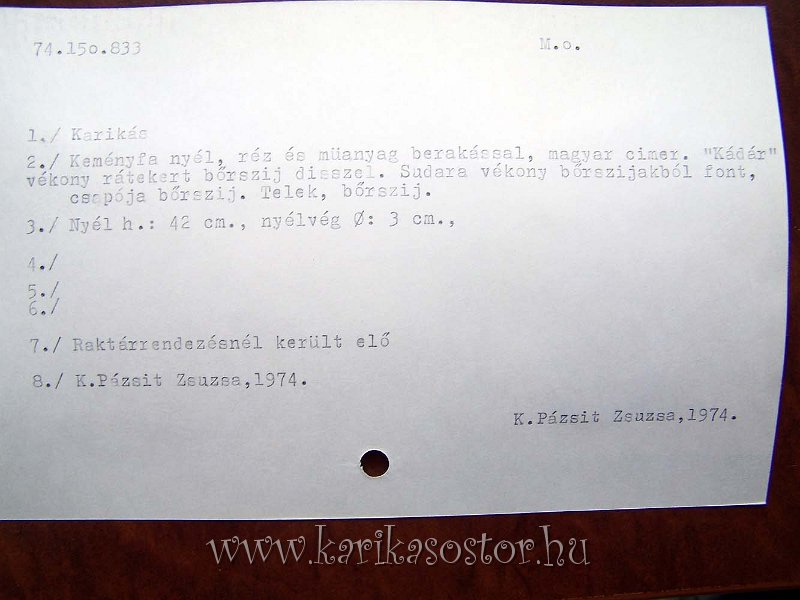 74.15o.833
M.o.
1./ Karikás
2./ Keményfa nyél, réz és müanyag berakással, magyar cimer. "Kádár"
vékony rátekert bőrszij disszel. Sudara vékony bőrszijakból font,
csapója bőrszij. Telek, bőrszij.
3./ Nyél h.: 42 cm., nyélvég Ø: 3 cm.,
4./
5./
6./
7./ Raktárrendezésnél került elő
8./ K.Pázsit Zsuzsa,1974.
K.Pázsit Zsuzsa,1974.
www.karikasostor.hu